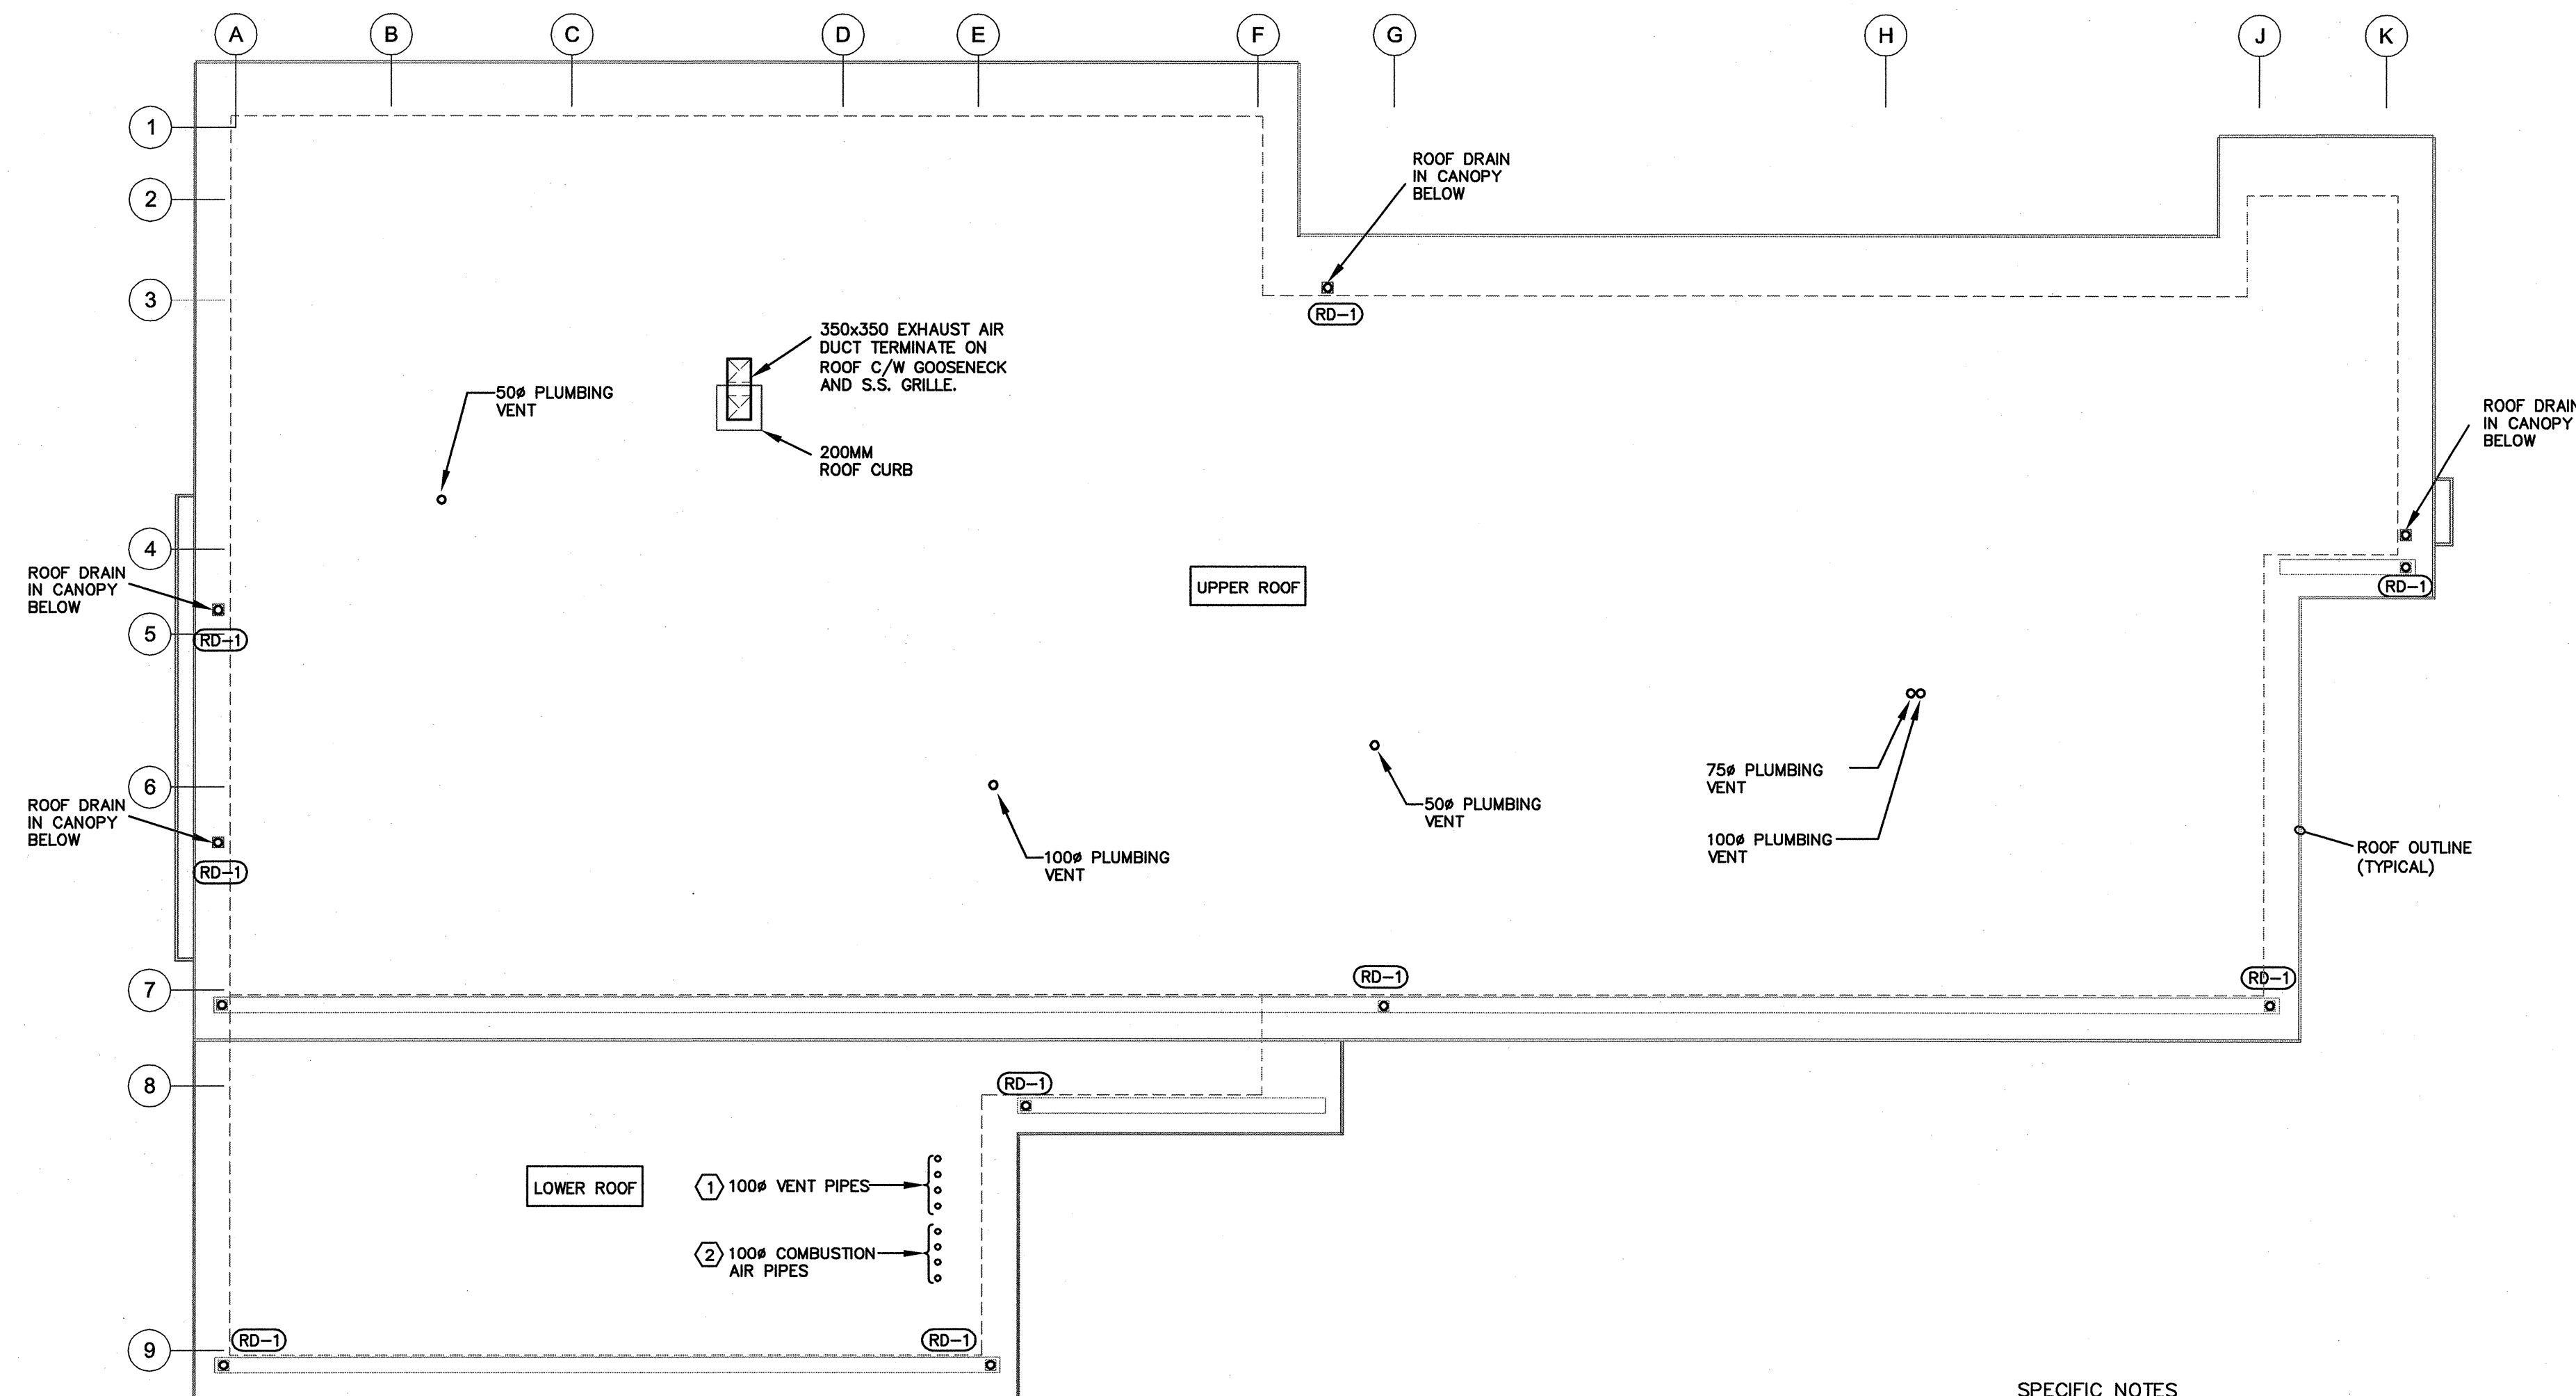 A
B
C
D
E
F
G
H
J
K
1
2
3
4
5
6
7
8
9
ROOF DRAIN
IN CANOPY
BELOW
RD-1
350x350 EXHAUST AIR
DUCT TERMINATE ON
ROOF C/W GOOSENECK
AND S.S. GRILLE.
50ø PLUMBING
VENT
200MM
ROOF CURB
ROOF DRAIN
IN CANOPY
BELOW
RD-1
UPPER ROOF
ROOF DRAIN
IN CANOPY
BELOW
RD-1
ROOF DRAIN
IN CANOPY
BELOW
RD-1
100ø PLUMBING
VENT
50ø PLUMBING
VENT
75ø PLUMBING
VENT
100ø PLUMBING
VENT
ROOF OUTLINE
(TYPICAL)
RD-1
RD-1
RD-1
LOWER ROOF
1 100ø VENT PIPES
2 100ø COMBUSTION
AIR PIPES
RD-1
RD-1
SPECIFIC NOTES